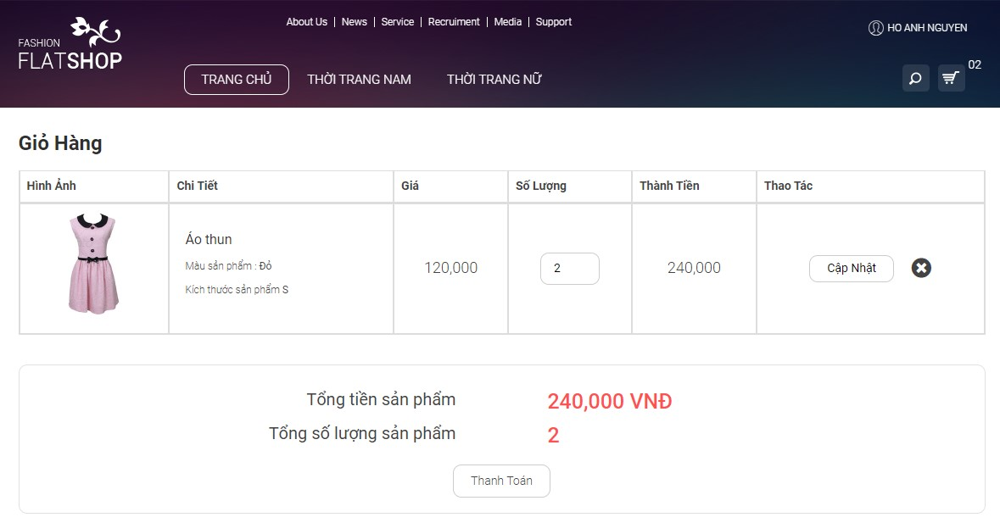 About Us | News | Service | Recruiment | Media | Support
HO ANH NGUYEN
FASHION
FLATSHOP
TRANG CHỦ THỜI TRANG NAM THỜI TRANG NỮ
02
Giỏ Hàng
Hình Ảnh Chi Tiết Giá Số Lượng Thành Tiền Thao Tác
Áo thun
Màu sản phẩm : Đỏ
Kích thước sản phẩm S
120,000 2 240,000 Cập Nhật
Tổng tiền sản phẩm 240,000 VNĐ
Tổng số lượng sản phẩm 2
Thanh Toán